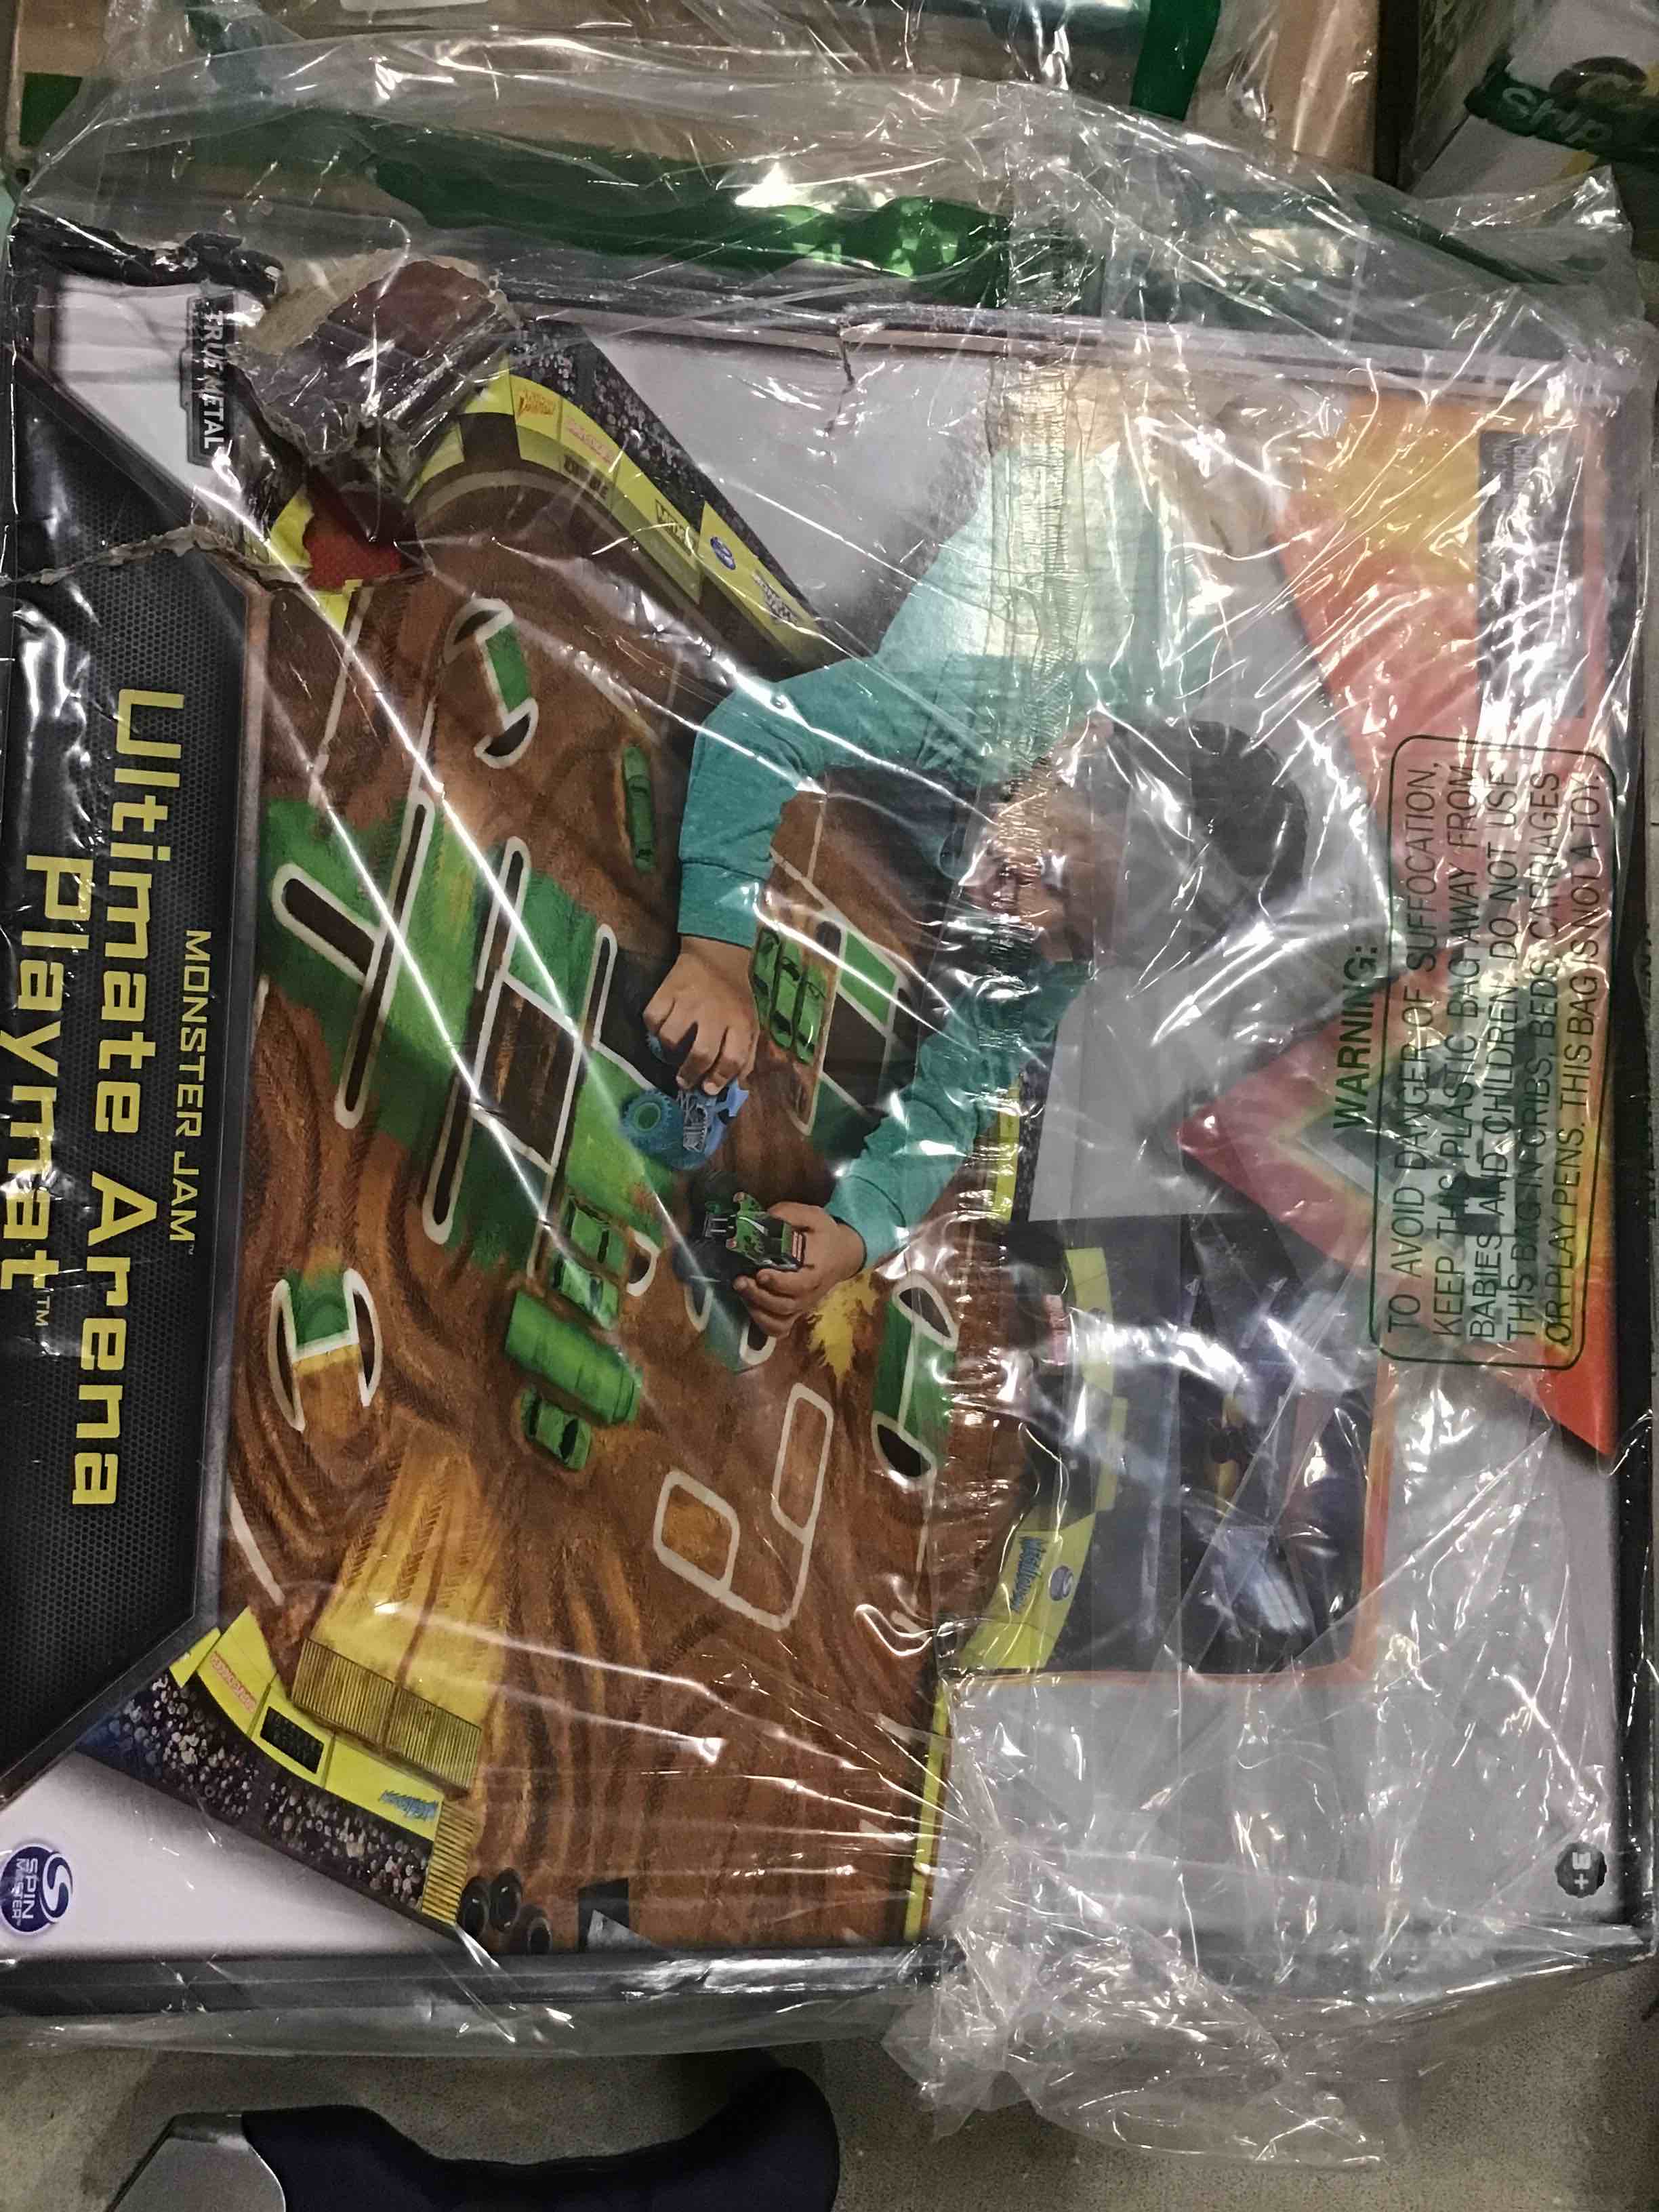 Ship
TRUE METAL
MONSTER JAM™
Ultimate Arena
Playmat™
WARNING:
TO AVOID DANGER OF SUFFOCATION,
KEEP THIS PLASTIC BAG AWAY FROM
BABIES AND CHILDREN. DO NOT USE
THIS BAG IN CRIBS, BEDS, CARRIAGES
OR PLAY PENS. THIS BAG IS NOT A TOY.
3+
SPIN
MASTER